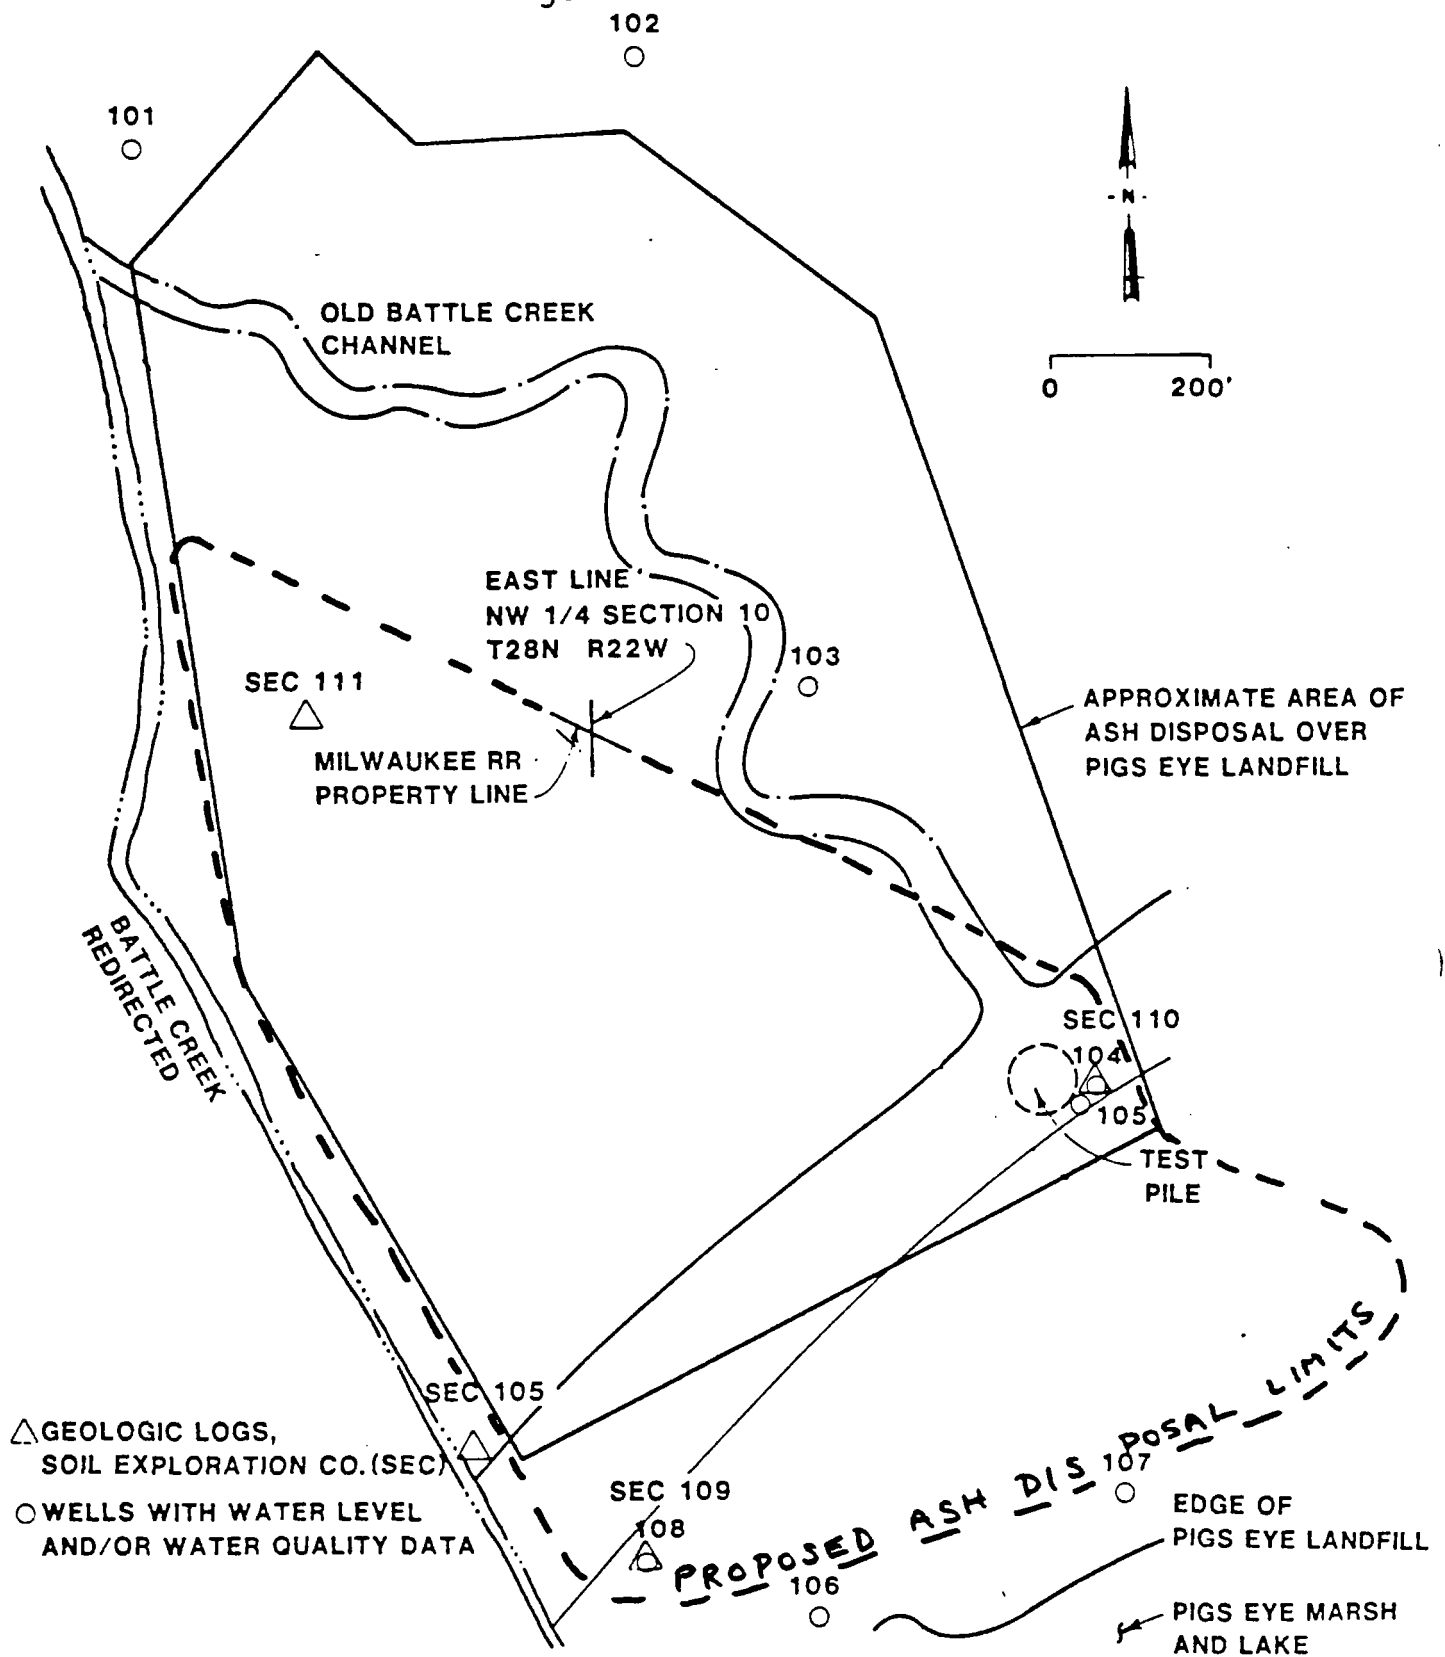 102
101
- N -
OLD BATTLE CREEK
CHANNEL
0 200'
EAST LINE
NW 1/4 SECTION 10
T28N R22W
103
SEC 111
APPROXIMATE AREA OF
ASH DISPOSAL OVER
PIGS EYE LANDFILL
MILWAUKEE RR
PROPERTY LINE
BATTLE CREEK
REDIRECTED
SEC 110
104
105
TEST
PILE
SEC 105
GEOLOGIC LOGS,
SOIL EXPLORATION CO.(SEC)
WELLS WITH WATER LEVEL
AND/OR WATER QUALITY DATA
SEC 109
108
PROPOSED ASH DISPOSAL LIMITS
107
106
EDGE OF
PIGS EYE LANDFILL
PIGS EYE MARSH
AND LAKE